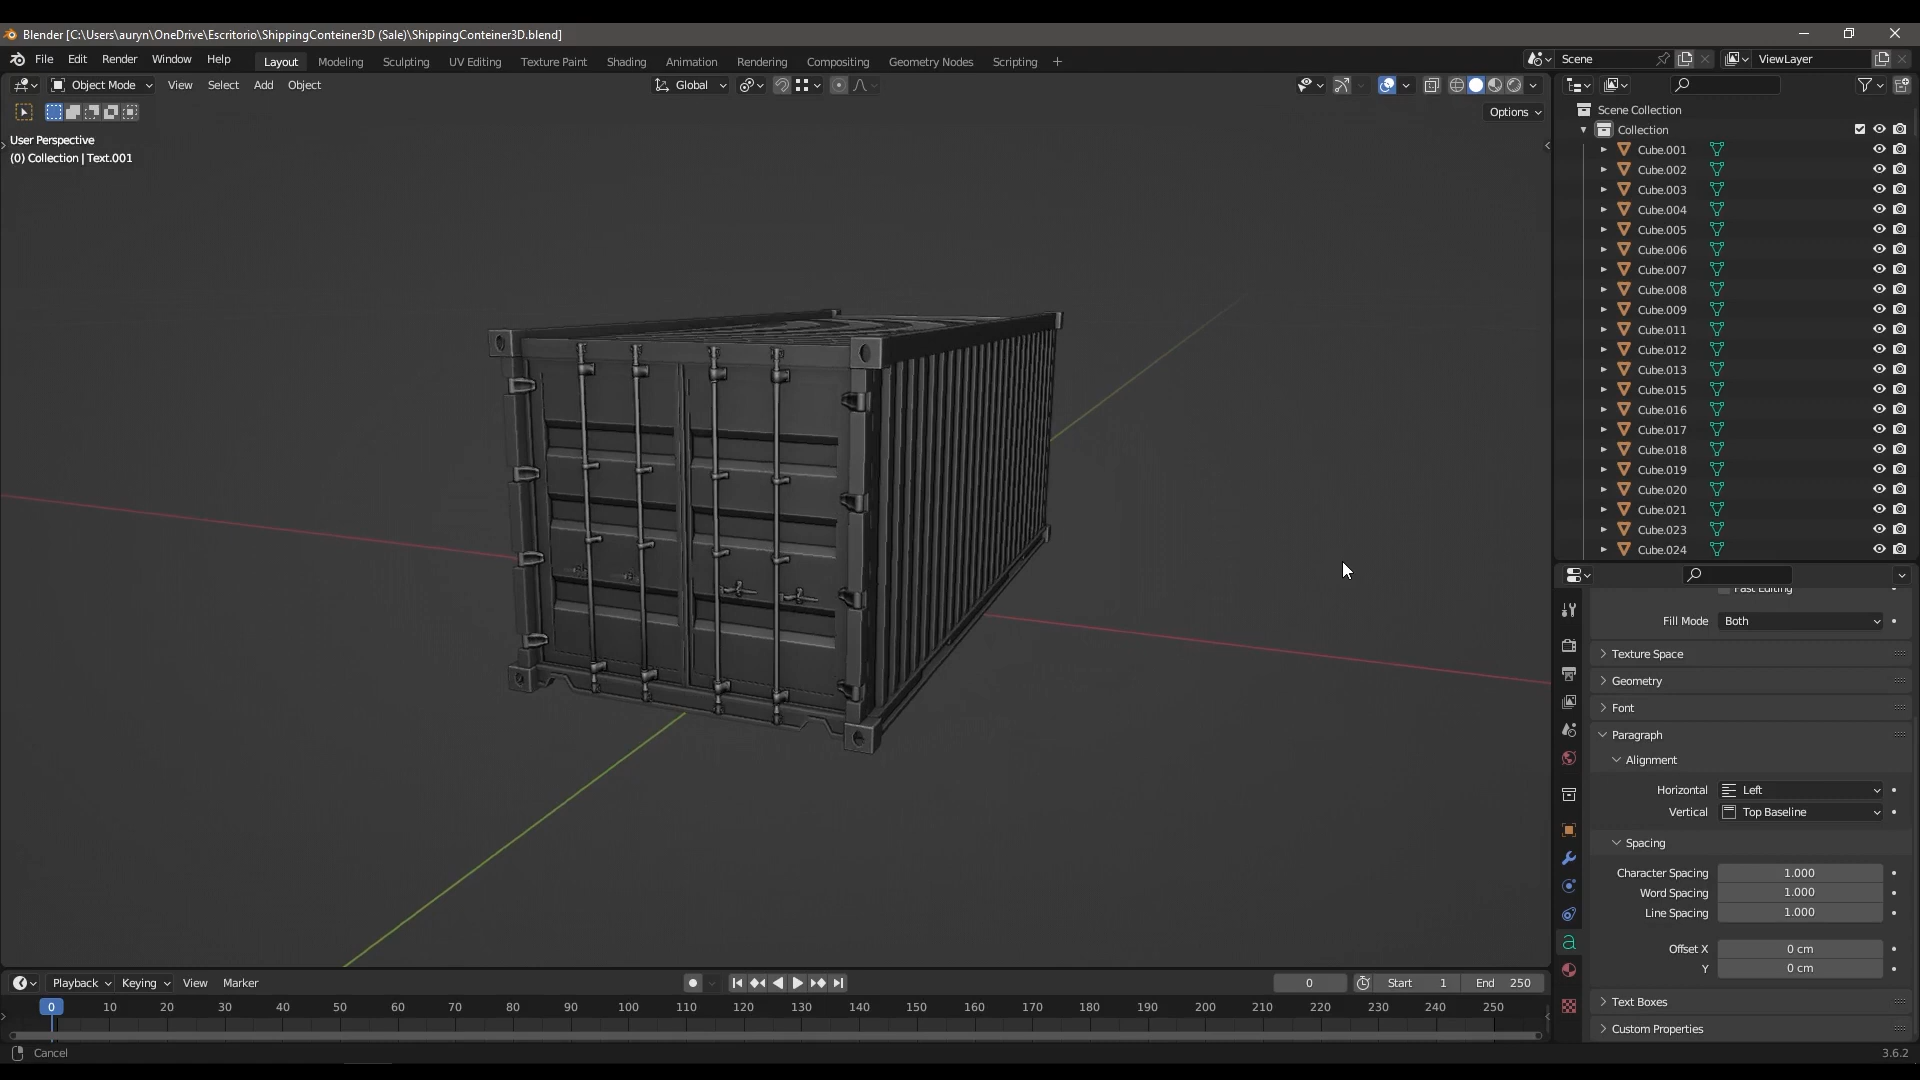 Blender [C:\Users\auryn\OneDrive\Escritorio\ShippingConteiner3D (Sale)\ShippingConteiner3D.blend]
File Edit Render Window Help Layout Modeling Sculpting UV Editing Texture Paint Shading Animation Rendering Compositing Geometry Nodes Scripting + Scene ViewLayer
Object Mode View Select Add Object Global
Options
User Perspective
(0) Collection | Text.001
Scene Collection
Collection
Cube.001
Cube.002
Cube.003
Cube.004
Cube.005
Cube.006
Cube.007
Cube.008
Cube.009
Cube.011
Cube.012
Cube.013
Cube.015
Cube.016
Cube.017
Cube.018
Cube.019
Cube.020
Cube.021
Cube.023
Cube.024
Fast Editing
Fill Mode Both
Texture Space
Geometry
Font
Paragraph
Alignment
Horizontal Left
Vertical Top Baseline
Spacing
Character Spacing 1.000
Word Spacing 1.000
Line Spacing 1.000
Offset X 0 cm
Y 0 cm
Text Boxes
Custom Properties
Playback Keying View Marker 0 Start 1 End 250
0 10 20 30 40 50 60 70 80 90 100 110 120 130 140 150 160 170 180 190 200 210 220 230 240 250
Cancel 3.6.2